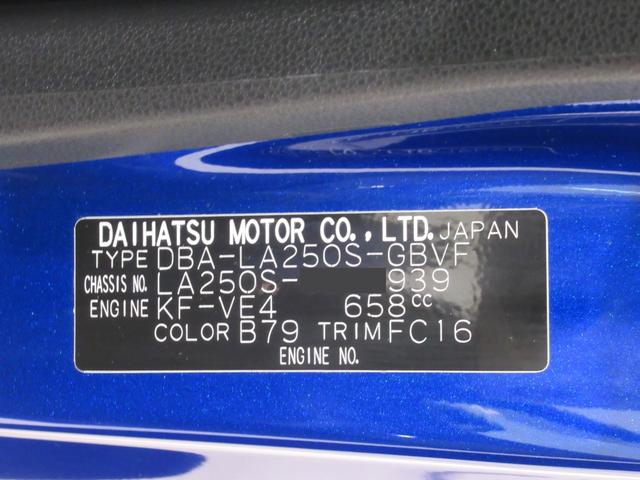 DAIHATSU MOTOR CO., LTD. JAPAN
TYPE DBA-LA250S-GBVF
CHASSIS NO. LA250S- 939
ENGINE KF-VE4 658cc
COLOR B79 TRIM FC16
ENGINE NO.